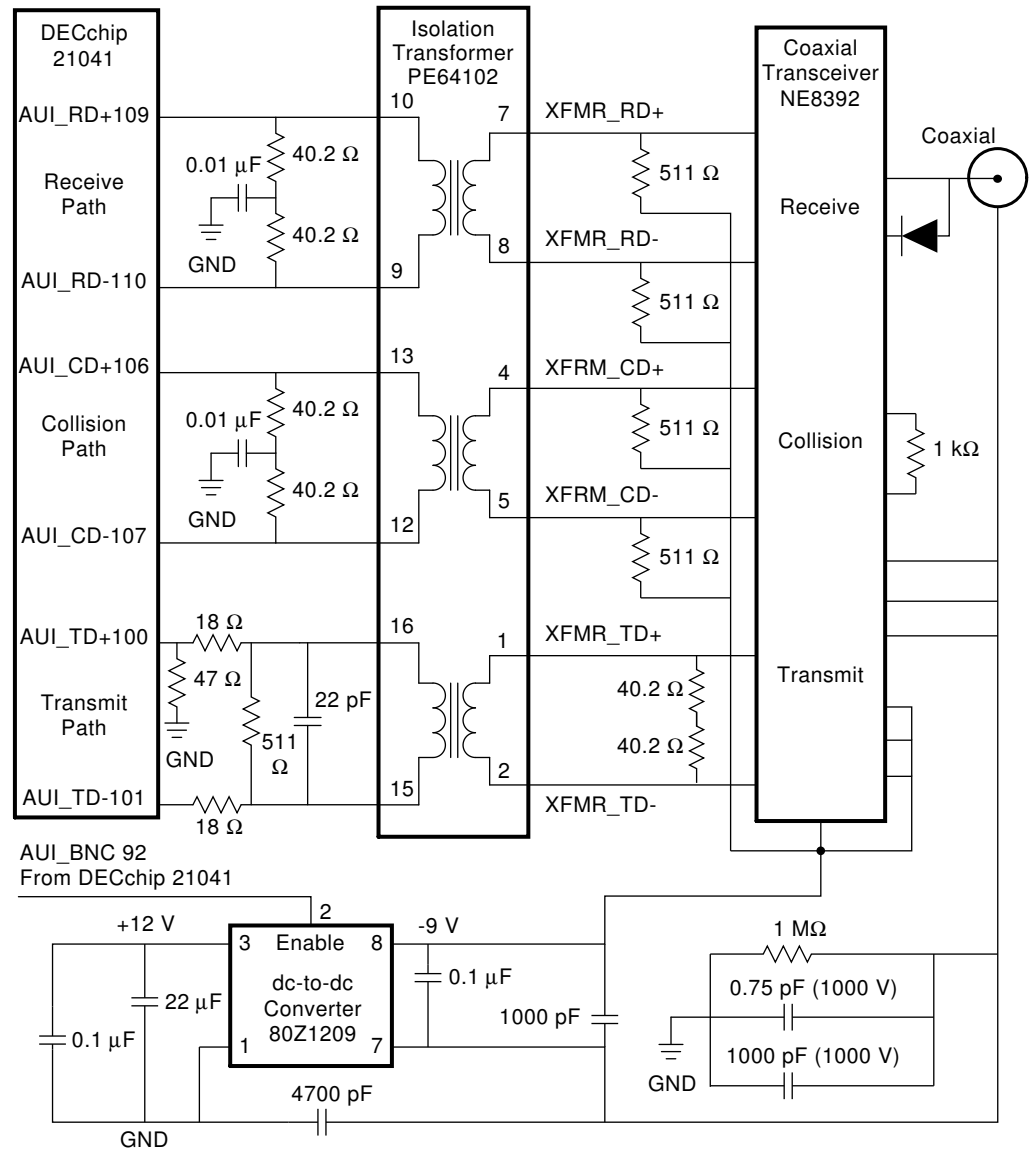 DECchip
21041
Isolation
Transformer
PE64102
Coaxial
Transceiver
NE8392
AUI_RD+109
10
7
XFMR_RD+
Coaxial
40.2 Ω
0.01 μF
511 Ω
Receive
Path
Receive
40.2 Ω
GND
8
XFMR_RD-
AUI_RD-110
9
511 Ω
AUI_CD+106
13
4
XFRM_CD+
40.2 Ω
0.01 μF
511 Ω
Collision
Path
Collision
1 kΩ
40.2 Ω
GND
5
XFRM_CD-
AUI_CD-107
12
511 Ω
18 Ω
AUI_TD+100
16
1
XFMR_TD+
47 Ω
40.2 Ω
Transmit
Path
22 pF
Transmit
GND
511
Ω
40.2 Ω
2
AUI_TD-101
15
XFMR_TD-
18 Ω
AUI_BNC 92
From DECchip 21041
2
+12 V
-9 V
3 Enable 8
1 MΩ
dc-to-dc
Converter
80Z1209
22 μF
0.1 μF
0.75 pF (1000 V)
0.1 μF
1 7
1000 pF
1000 pF (1000 V)
GND
4700 pF
GND